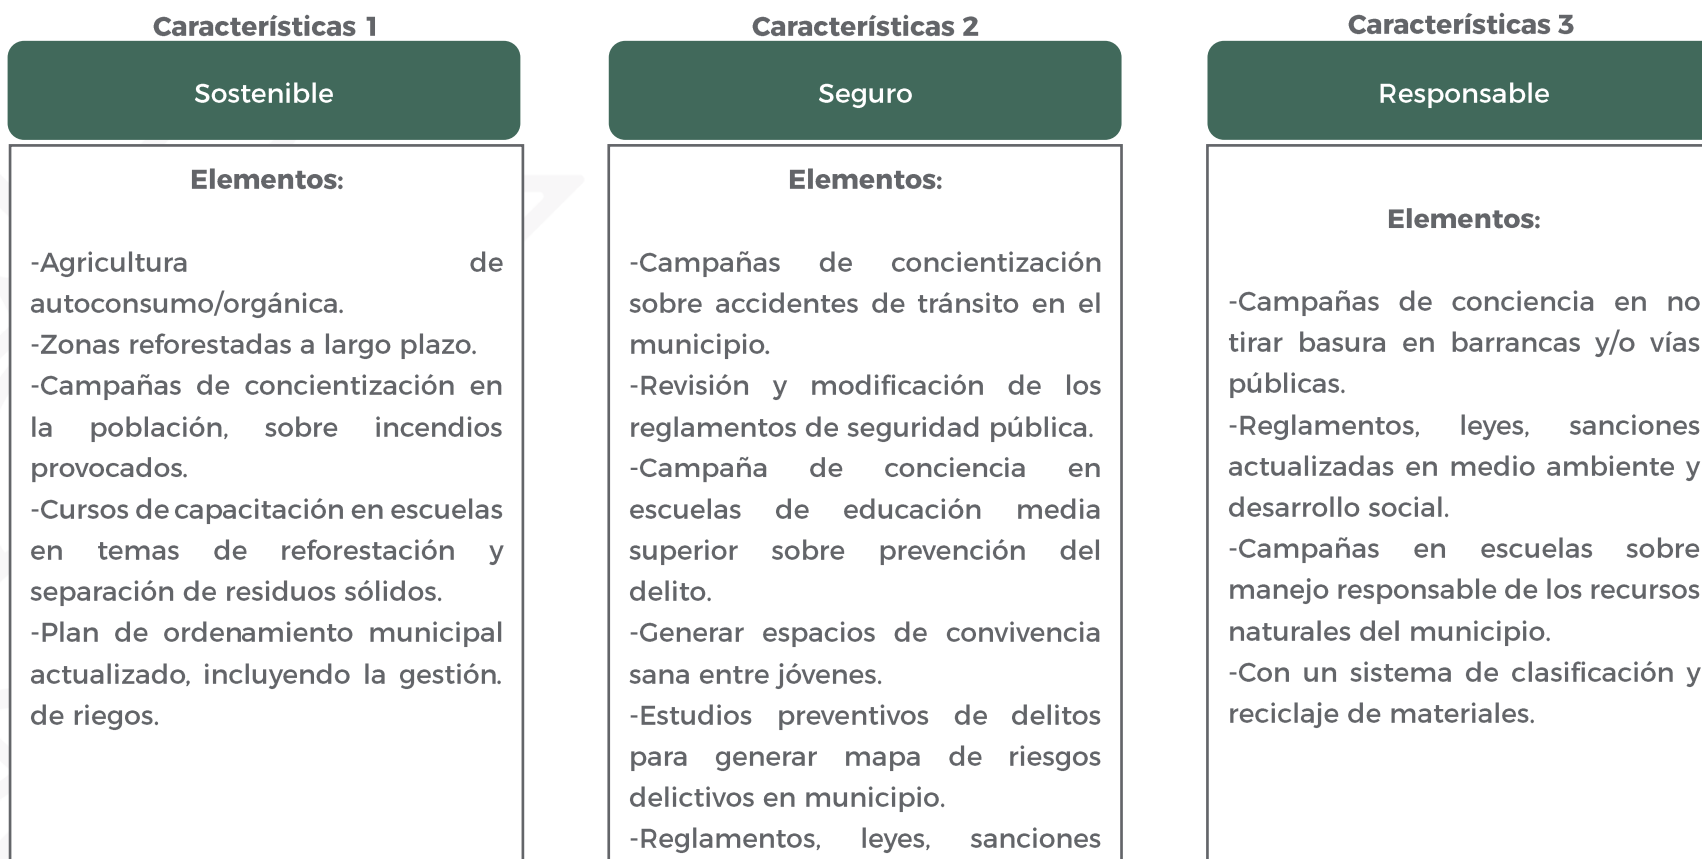 Características 1
Sostenible
Elementos:
-Agricultura de
autoconsumo/orgánica.
-Zonas reforestadas a largo plazo.
-Campañas de concientización en
la población, sobre incendios
provocados.
-Cursos de capacitación en escuelas
en temas de reforestación y
separación de residuos sólidos.
-Plan de ordenamiento municipal
actualizado, incluyendo la gestión.
de riegos.
Características 2
Seguro
Elementos:
-Campañas de concientización
sobre accidentes de tránsito en el
municipio.
-Revisión y modificación de los
reglamentos de seguridad pública.
-Campaña de conciencia en
escuelas de educación media
superior sobre prevención del
delito.
-Generar espacios de convivencia
sana entre jóvenes.
-Estudios preventivos de delitos
para generar mapa de riesgos
delictivos en municipio.
-Reglamentos, leyes, sanciones
Características 3
Responsable
Elementos:
-Campañas de conciencia en no
tirar basura en barrancas y/o vías
públicas.
-Reglamentos, leyes, sanciones
actualizadas en medio ambiente y
desarrollo social.
-Campañas en escuelas sobre
manejo responsable de los recursos
naturales del municipio.
-Con un sistema de clasificación y
reciclaje de materiales.